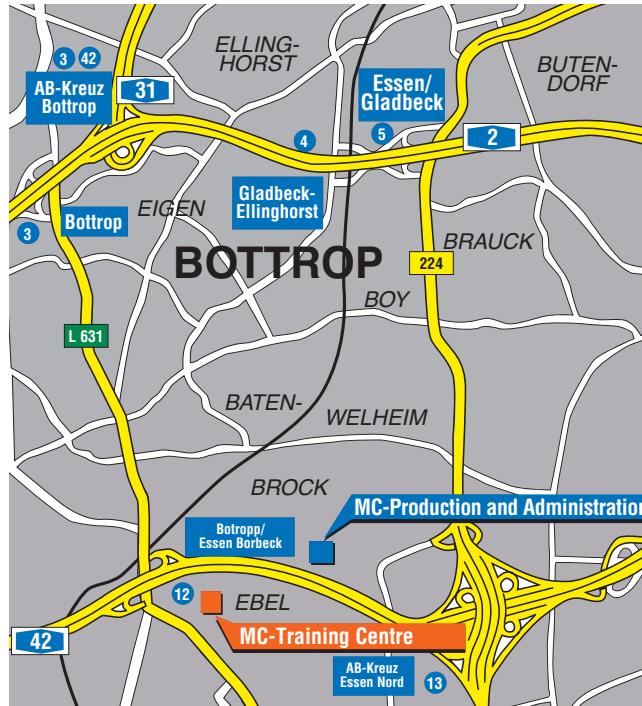 ELLING-
HORST
3 42
AB-Kreuz
Bottrop
31
Essen/
Gladbeck
BUTEN-
DORF
4
5
2
Gladbeck-
Ellinghorst
EIGEN
3
Bottrop
BOTTROP
BRAUCK
224
BOY
L 631
BATEN-
WELHEIM
BROCK
MC-Production and Administration
Botropp/
Essen Borbeck
12
EBEL
MC-Training Centre
42
AB-Kreuz
Essen Nord
13